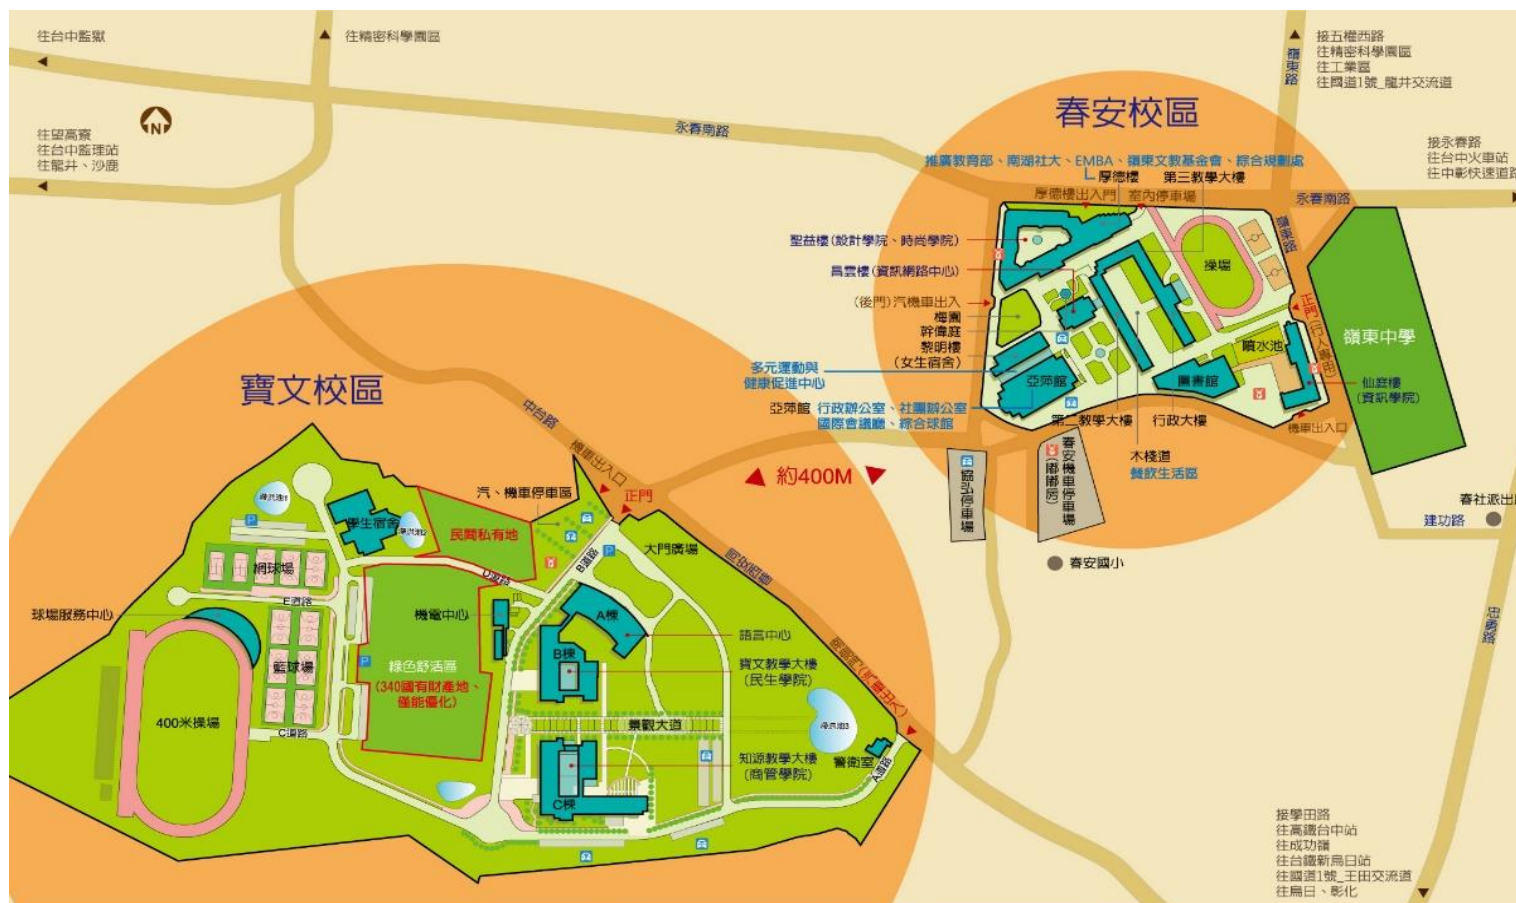 往台中監獄
往精密科學園區
接五權西路
往精密科學園區
往工業區
往國道1號_龍井交流道
嶺東路
N
往望高寮
往台中監理站
往龍井、沙鹿
永春南路
春安校區
接永春路
往台中火車站
往中彰快速道路
推廣教育部、南湖社大、EMBA、嶺東文教基金會、綜合規劃處
厚德樓
第三教學大樓
厚德樓出入門
室內停車場
永春南路
嶺東路
聖益樓(設計學院、時尚學院)
操場
昌雲樓(資訊網路中心)
(後門)汽機車出入
梅園
幹偉庭
黎明樓
(女生宿舍)
正門(行人專用)
嶺東中學
噴水池
多元運動與
健康促進中心
亞萍館
圖書館
仙庭樓
(資訊學院)
亞萍館 行政辦公室、社團辦公室
國際會議廳、綜合球館
第二教學大樓
行政大樓
機車出入口
木棧道
餐飲生活區
寶文校區
中台路
機車出入口
約400M
協泓停車場
春安機車停車場
(嘟嘟房)
春社派出所
建功路
春安國小
忠勇路
汽、機車停車區
正門
學生宿舍
民間私有地
大門廣場
B道路
D道路
網球場
E道路
球場服務中心
機電中心
A棟
語言中心
B棟
寶文教學大樓
(民生學院)
籃球場
綠色舒活區
(340國有財產地、
僅能優化)
400米操場
C道路
景觀大道
知源教學大樓
(商管學院)
C棟
警衛室
A道路
接學田路
往高鐵台中站
往成功嶺
往台鐵新烏日站
往國道1號_王田交流道
往烏日、彰化